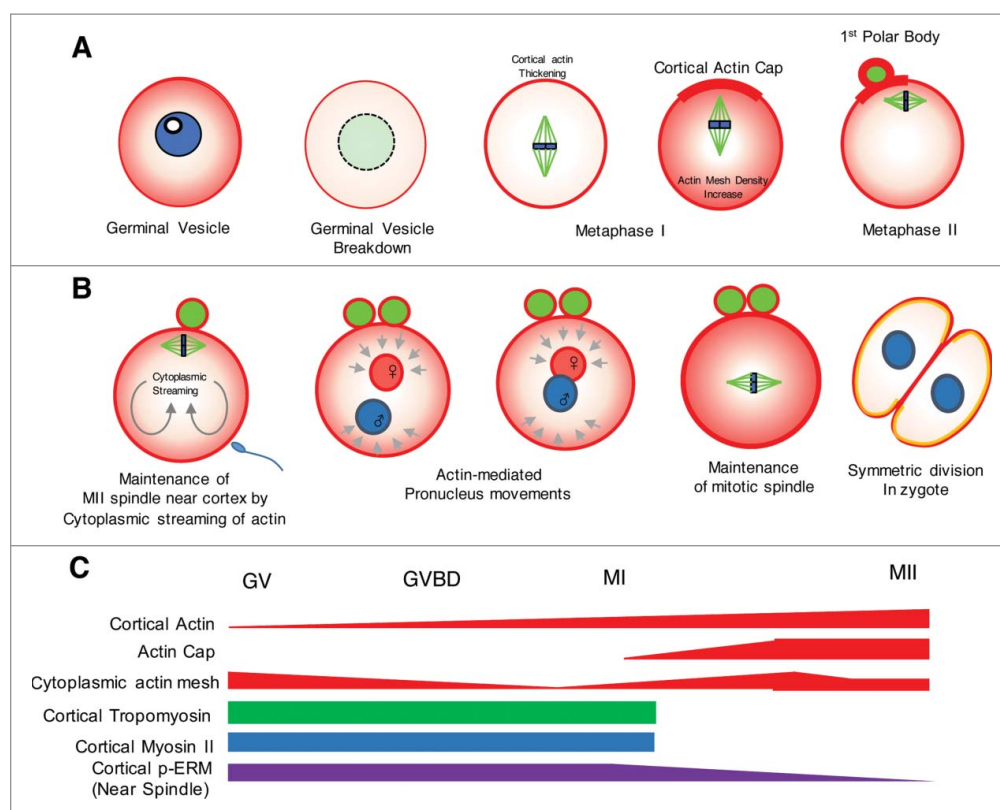 A
1st Polar Body
Cortical actin
Thickening
Cortical Actin Cap
Actin Mesh Density
Increase
Germinal Vesicle
Germinal Vesicle
Breakdown
Metaphase I
Metaphase II
B
Cytoplasmic
Streaming
♀
♂
♀
♂
Maintenance of
MII spindle near cortex by
Cytoplasmic streaming of actin
Actin-mediated
Pronucleus movements
Maintenance
of mitotic spindle
Symmetric division
In zygote
C
GV GVBD MI MII
Cortical Actin
Actin Cap
Cytoplasmic actin mesh
Cortical Tropomyosin
Cortical Myosin II
Cortical p-ERM
(Near Spindle)